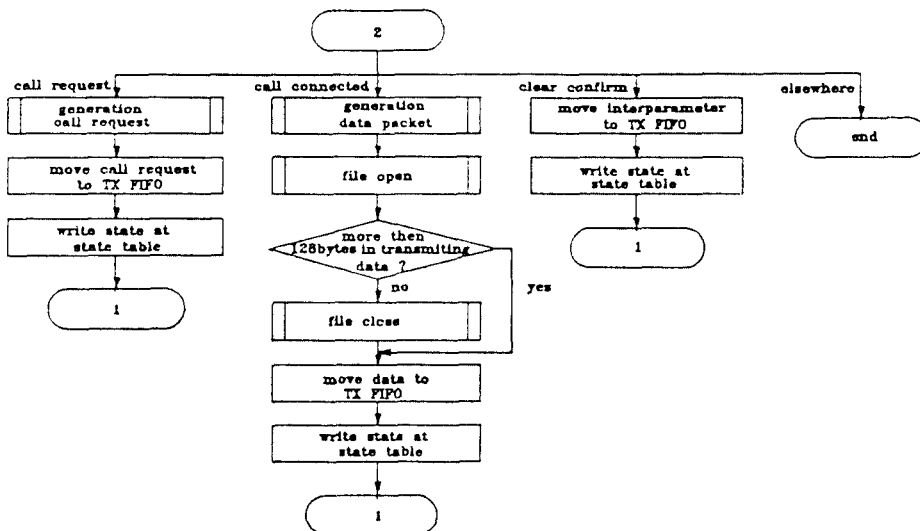 2
call request
call connected
clear confirm
elsewhere
generation
call request
generation
data packet
move interparameter
to TX FIFO
end
move call request
to TX FIFO
file open
write state at
state table
write state at
state table
more then
128bytes in transmiting
data ?
1
1
no
yes
file close
move data to
TX FIFO
write state at
state table
1